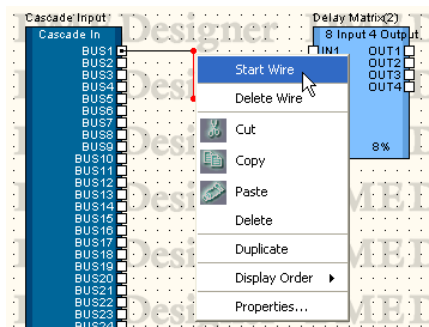 Cascade Input
Cascade In
BUS1
BUS2
BUS3
BUS4
BUS5
BUS6
BUS7
BUS8
BUS9
BUS10
BUS11
BUS12
BUS13
BUS14
BUS15
BUS16
BUS17
BUS18
BUS19
BUS20
BUS21
BUS22
BUS23
BUS24
Start Wire
Delete Wire
Cut
Copy
Paste
Delete
Duplicate
Display Order
Properties...
Delay Matrix(2)
8 Input 4 Output
IN1 OUT1
OUT2
OUT3
OUT4
8%
Designer